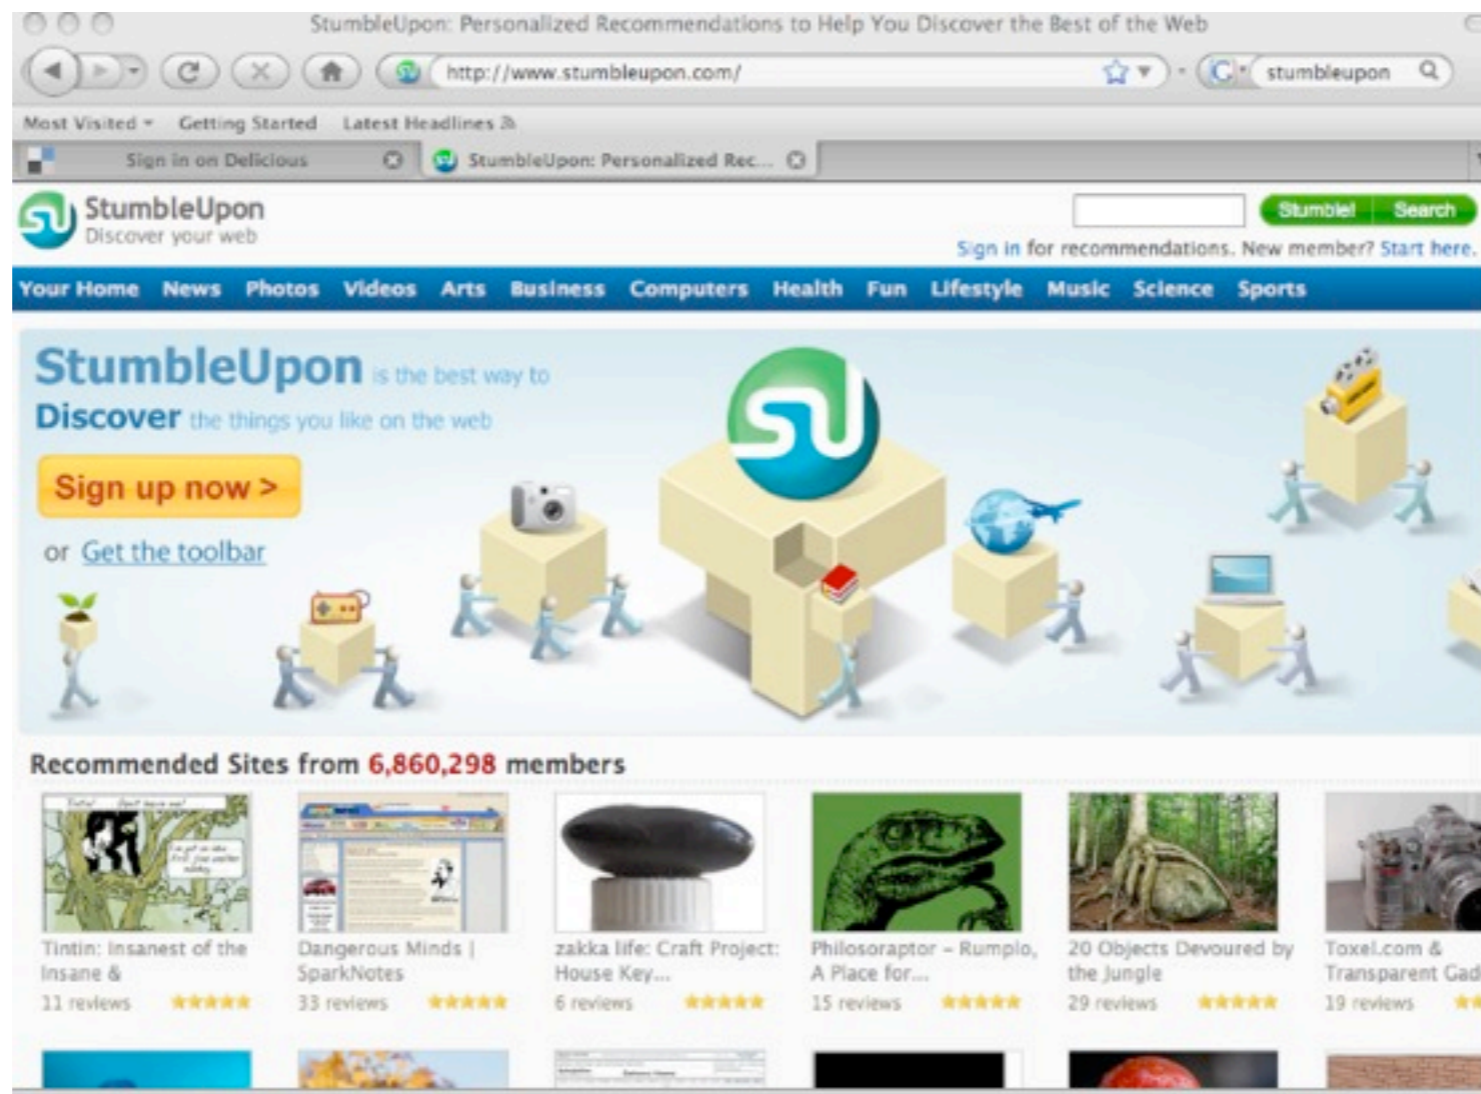 StumbleUpon: Personalized Recommendations to Help You Discover the Best of the Web
http://www.stumbleupon.com/
stumbleupon
Most Visited Getting Started Latest Headlines
Sign in on Delicious
StumbleUpon: Personalized Rec...
StumbleUpon
Discover your web
Stumble! Search
Sign in for recommendations. New member? Start here.
Your Home News Photos Videos Arts Business Computers Health Fun Lifestyle Music Science Sports
StumbleUpon is the best way to
Discover the things you like on the web
Sign up now >
or Get the toolbar
Recommended Sites from 6,860,298 members
Tintin: Insanest of the
Insane &
11 reviews
Dangerous Minds |
SparkNotes
33 reviews
zakka life: Craft Project:
House Key...
6 reviews
Philosoraptor – Rumplo,
A Place for...
15 reviews
20 Objects Devoured by
the Jungle
29 reviews
Toxel.com &
Transparent Gad
19 reviews